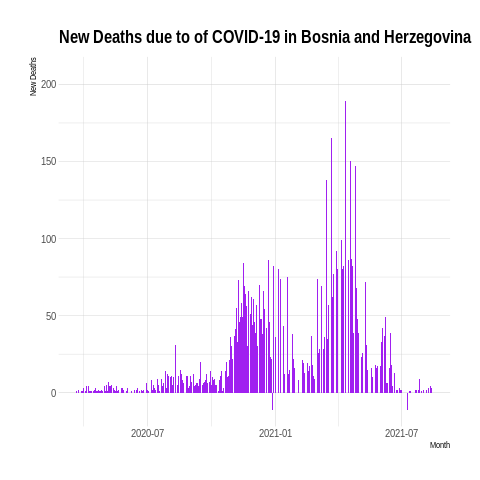 New Deaths due to of COVID-19 in Bosnia and Herzegovina
New Deaths
200
150
100
50
0
2020-07 2021-01 2021-07
Month